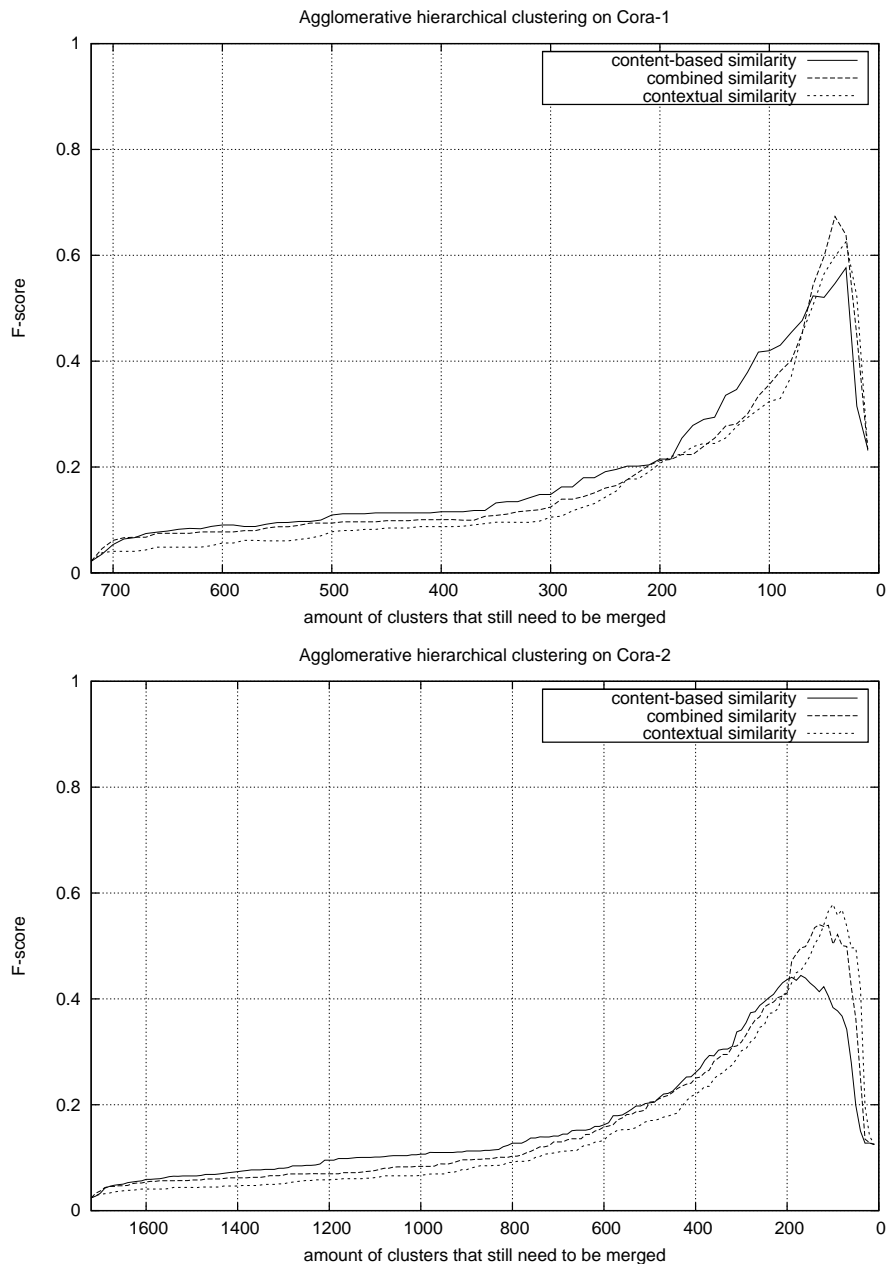 Agglomerative hierarchical clustering on Cora-1
1
content-based similarity
combined similarity
contextual similarity
0.8
0.6
F-score
0.4
0.2
0
700 600 500 400 300 200 100 0
amount of clusters that still need to be merged
Agglomerative hierarchical clustering on Cora-2
1
content-based similarity
combined similarity
contextual similarity
0.8
0.6
F-score
0.4
0.2
0
1600 1400 1200 1000 800 600 400 200 0
amount of clusters that still need to be merged